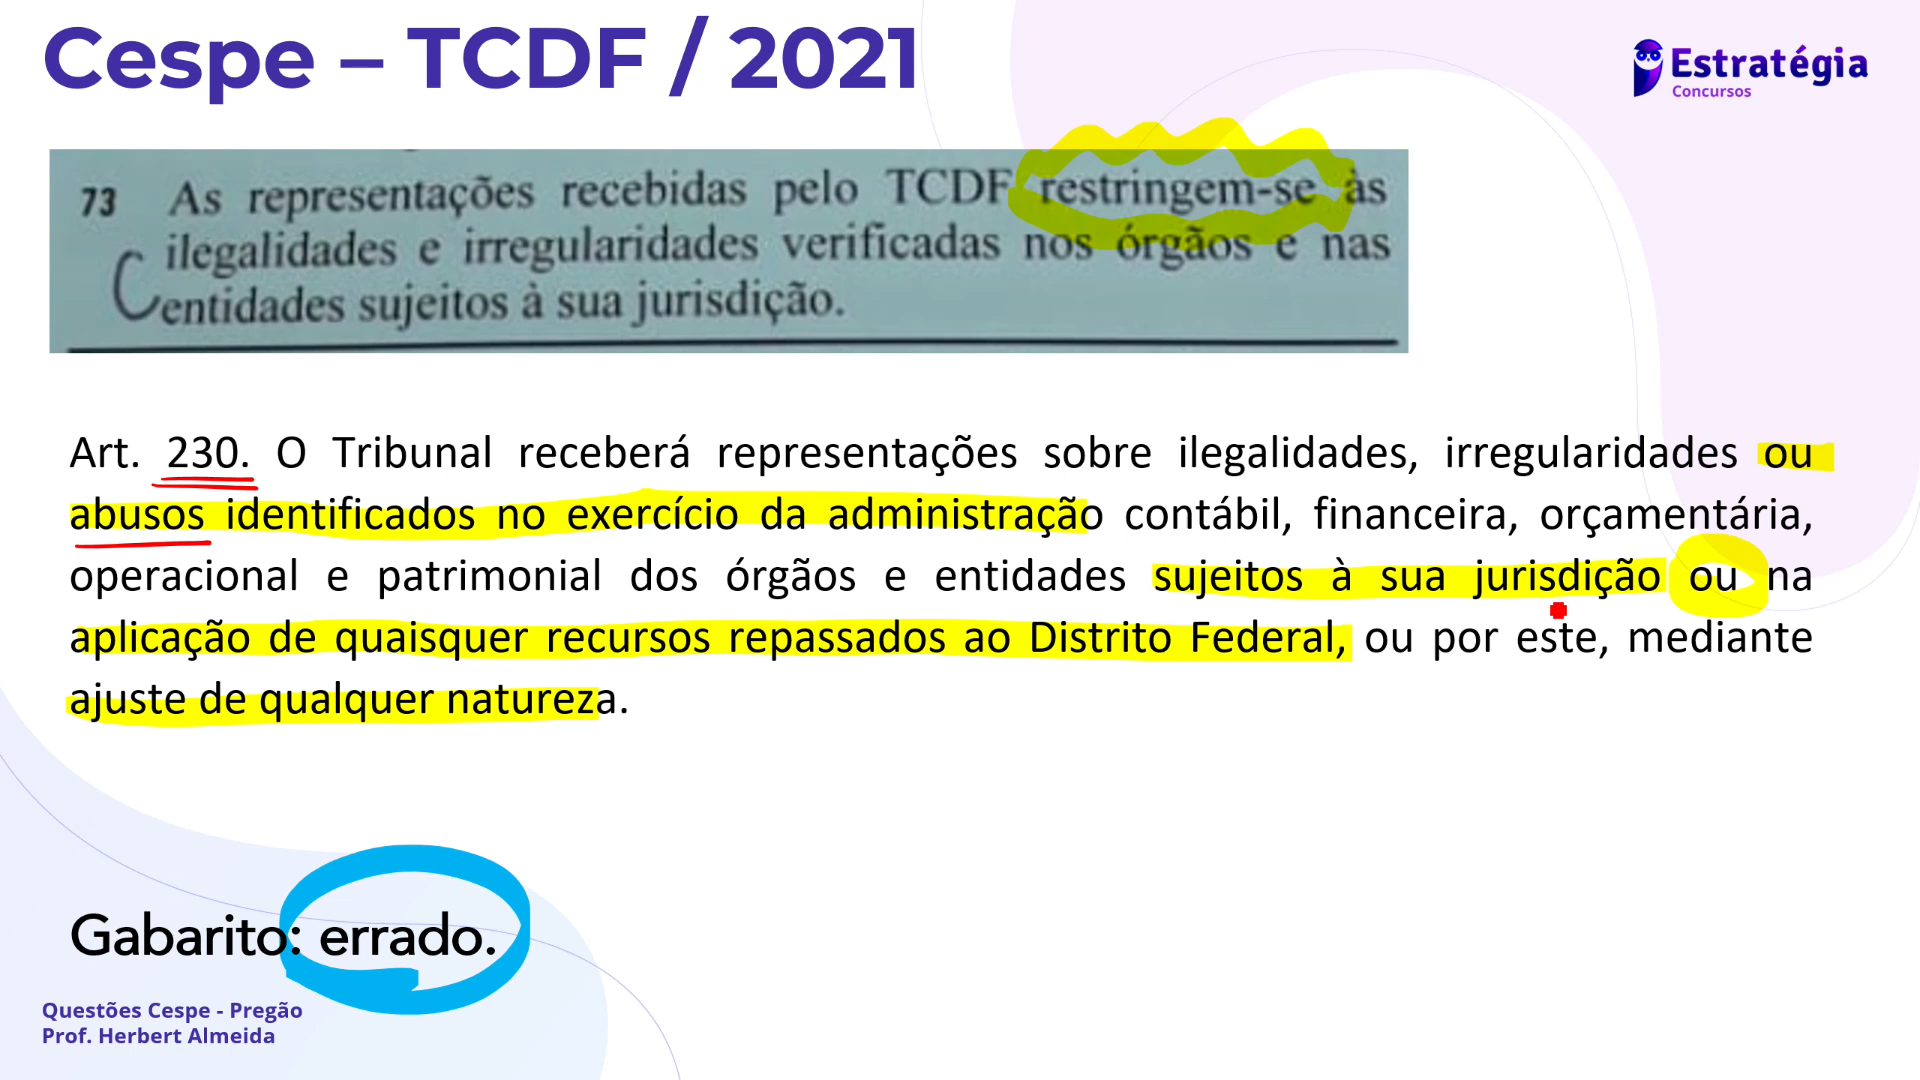 Cespe – TCDF / 2021
Estratégia
Concursos
73 As representações recebidas pelo TCDF restringem-se às
ilegalidades e irregularidades verificadas nos órgãos e nas
C entidades sujeitos à sua jurisdição.
Art. 230. O Tribunal receberá representações sobre ilegalidades, irregularidades ou
abusos identificados no exercício da administração contábil, financeira, orçamentária,
operacional e patrimonial dos órgãos e entidades sujeitos à sua jurisdição ou na
aplicação de quaisquer recursos repassados ao Distrito Federal, ou por este, mediante
ajuste de qualquer natureza.
Gabarito: errado.
Questões Cespe - Pregão
Prof. Herbert Almeida